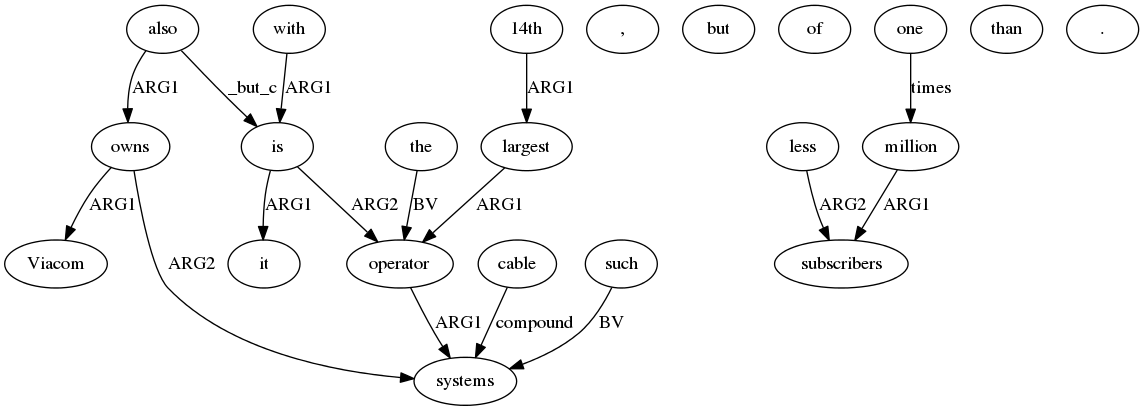 also with 14th , but of one than .
ARG1 _but_c ARG1 ARG1 times
owns is the largest less million
ARG1 ARG1 ARG2 BV ARG1 ARG2 ARG1
Viacom ARG2 it operator cable such subscribers
ARG1 compound BV
systems